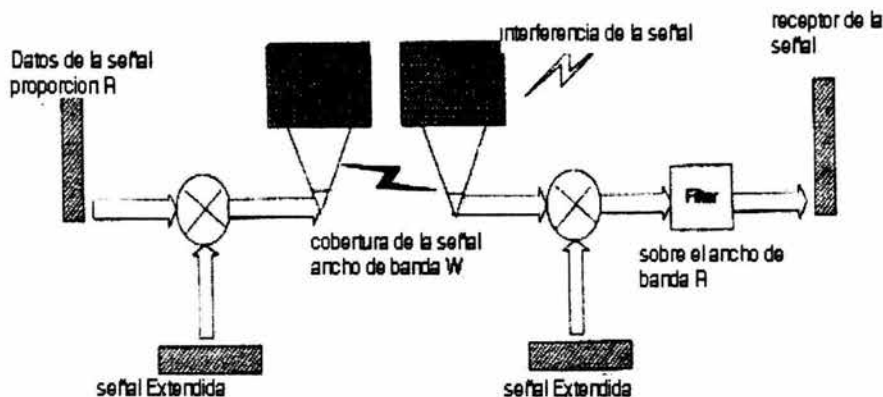 Datos de la señal
proporcion R
interferencia de la señal
receptor de la
señal
cobertura de la señal
ancho de banda W
Filter
sobre el ancho de
banda R
señal Extendida
señal Extendida